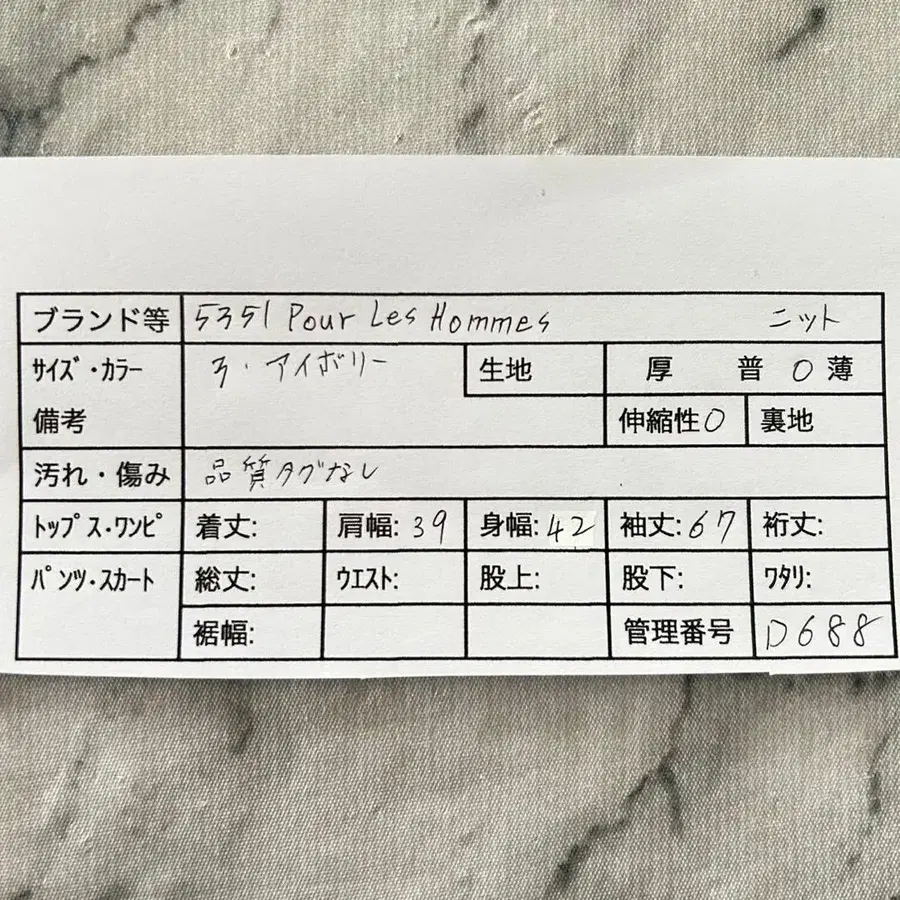 ブランド等 5351 Pour Les Hommes ニット
サイズ・カラー 3・アイボリー 生地 厚 普 ○ 薄
備考 伸縮性○ 裏地
汚れ・傷み 品質タグなし
トップス・ワンピ 着丈: 肩幅: 39 身幅: 42 袖丈: 67 裄丈:
パンツ・スカート 総丈: ウエスト: 股上: 股下: ワタリ:
裾幅: 管理番号 D688